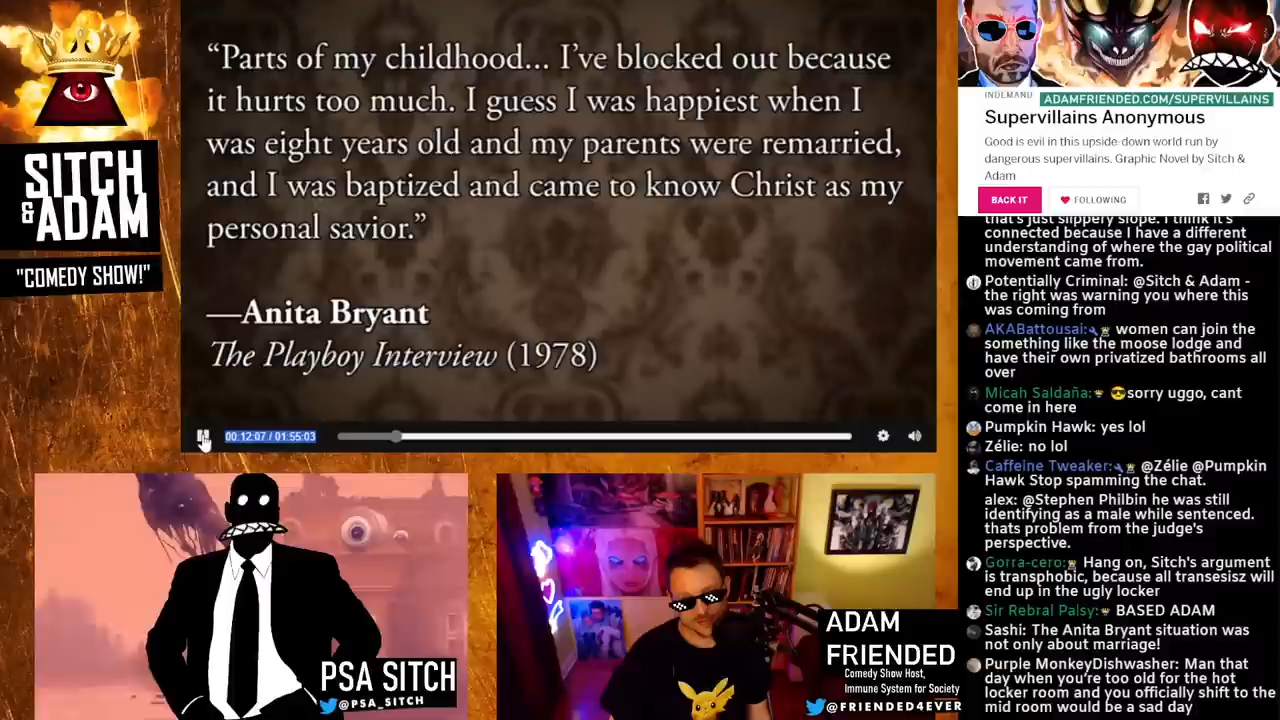 “Parts of my childhood... I’ve blocked out because
it hurts too much. I guess I was happiest when I
was eight years old and my parents were remarried,
and I was baptized and came to know Christ as my
personal savior.”
—Anita Bryant
The Playboy Interview (1978)
00:12:07 / 01:55:03
SITCH
& ADAM
"COMEDY SHOW!"
PSA SITCH
@PSA_SITCH
ADAM
FRIENDED
Comedy Show Host,
Immune System for Society
@FRIENDED4EVER
INDEMAND
ADAMFRIENDED.COM/SUPERVILLAINS
Supervillains Anonymous
Good is evil in this upside-down world run by
dangerous supervillains. Graphic Novel by Sitch &
Adam
BACK IT
FOLLOWING
that's just slippery slope. I think it's
connected because I have a different
understanding of where the gay political
movement came from.
Potentially Criminal: @Sitch & Adam -
the right was warning you where this
was coming from
AKABattousai: women can join the
something like the moose lodge and
have their own privatized bathrooms all
over
Micah Saldaña: 😎sorry uggo, cant
come in here
Pumpkin Hawk: yes lol
Zélie: no lol
Caffeine Tweaker: @Zélie @Pumpkin
Hawk Stop spamming the chat.
alex: @Stephen Philbin he was still
identifying as a male while sentenced.
thats problem from the judge's
perspective.
Gorra-cero: Hang on, Sitch's argument
is transphobic, because all transesisz will
end up in the ugly locker
Sir Rebral Palsy: BASED ADAM
Sashi: The Anita Bryant situation was
not only about marriage!
Purple MonkeyDishwasher: Man that
day when you're too old for the hot
locker room and you officially shift to the
mid room would be a sad day